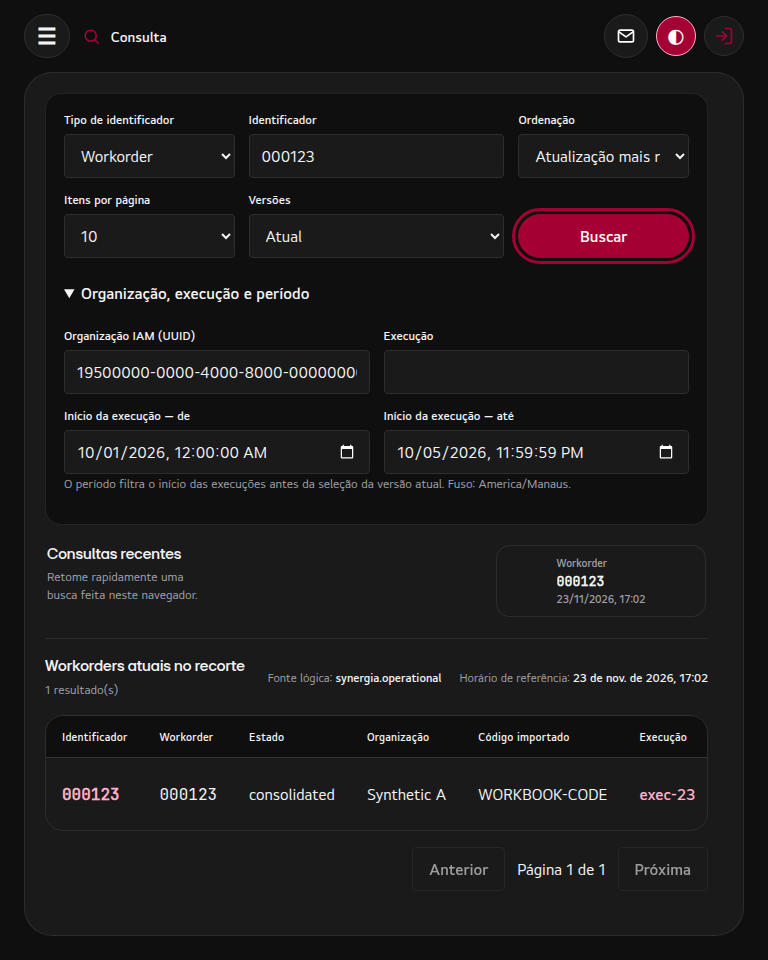 Consulta
Tipo de identificador
Identificador
Ordenação
Workorder
000123
Atualização mais r
Itens por página
Versões
10
Atual
Buscar
Organização, execução e período
Organização IAM (UUID)
Execução
19500000-0000-4000-8000-0000000
Início da execução — de
Início da execução — até
10/01/2026, 12:00:00 AM
10/05/2026, 11:59:59 PM
O período filtra o início das execuções antes da seleção da versão atual. Fuso: America/Manaus.
Consultas recentes
Retome rapidamente uma
busca feita neste navegador.
Workorder
000123
23/11/2026, 17:02
Workorders atuais no recorte
1 resultado(s)
Fonte lógica: synergia.operational
Horário de referência: 23 de nov. de 2026, 17:02
Identificador Workorder Estado Organização Código importado Execução
000123 000123 consolidated Synthetic A WORKBOOK-CODE exec-23
Anterior Página 1 de 1 Próxima